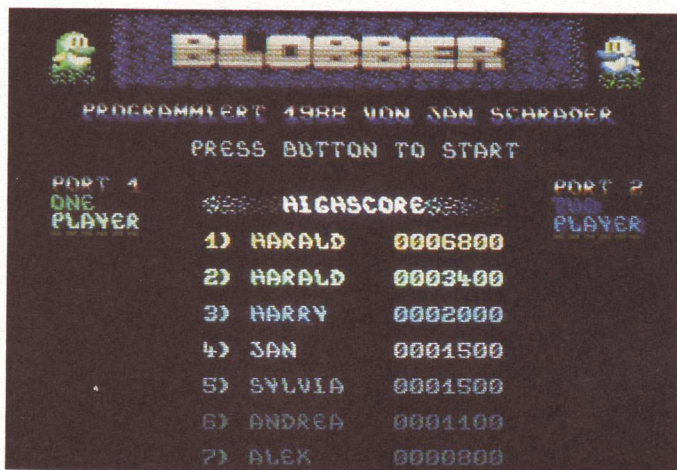 BLOBBER
PROGRAMMIERT 1988 VON JAN SCHRADER
PRESS BUTTON TO START
PORT 1
ONE
PLAYER
PORT 2
TWO
PLAYER
HIGHSCORE
1) HARALD 0006800
2) HARALD 0003400
3) HARRY 0002000
4) JAN 0001500
5) SYLVIA 0001500
6) ANDREA 0001100
7) ALEX 0000800